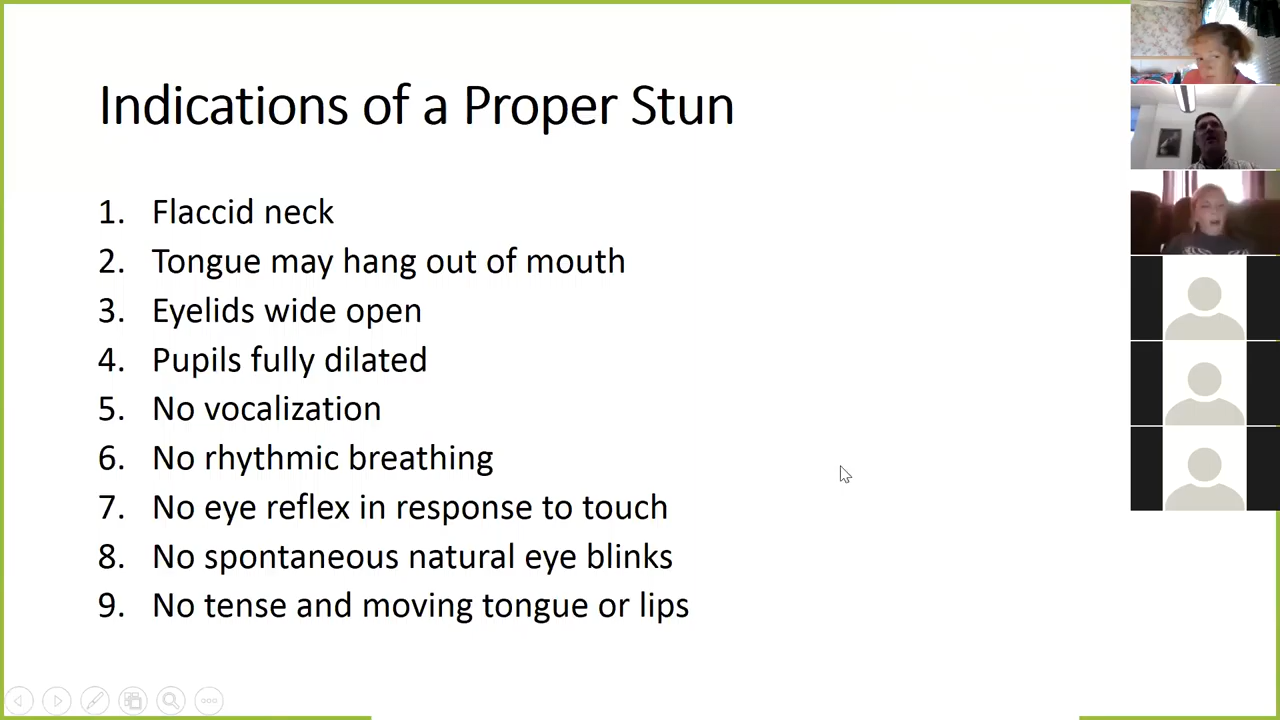 Indications of a Proper Stun
1. Flaccid neck
2. Tongue may hang out of mouth
3. Eyelids wide open
4. Pupils fully dilated
5. No vocalization
6. No rhythmic breathing
7. No eye reflex in response to touch
8. No spontaneous natural eye blinks
9. No tense and moving tongue or lips